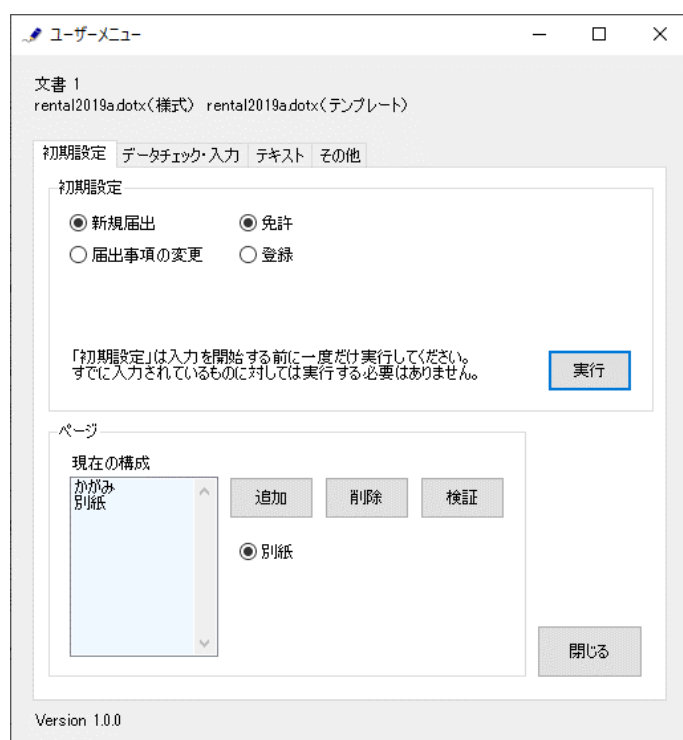 ユーザーメニュー
文書 1
rental2019a.dotx(様式) rental2019a.dotx(テンプレート)
初期設定 データチェック・入力 テキスト その他
初期設定
新規届出 免許
届出事項の変更 登録
「初期設定」は入力を開始する前に一度だけ実行してください。
すでに入力されているものに対しては実行する必要はありません。
実行
ページ
現在の構成
かがみ
別紙
追加 削除 検証
別紙
閉じる
Version 1.0.0